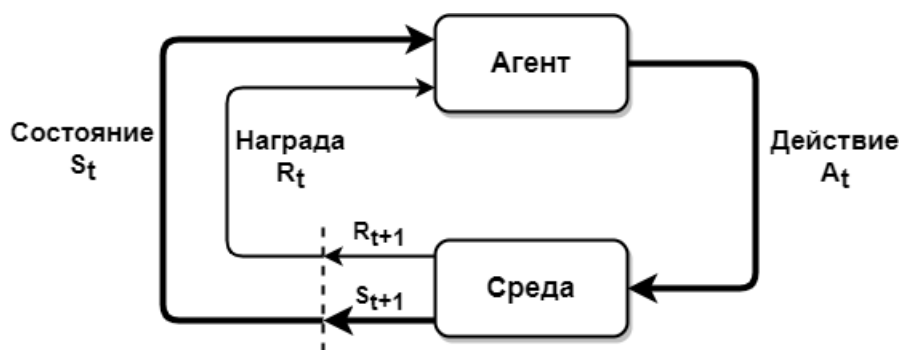 Агент
Состояние
St
Награда
Rt
Действие
At
Rt+1
St+1
Среда